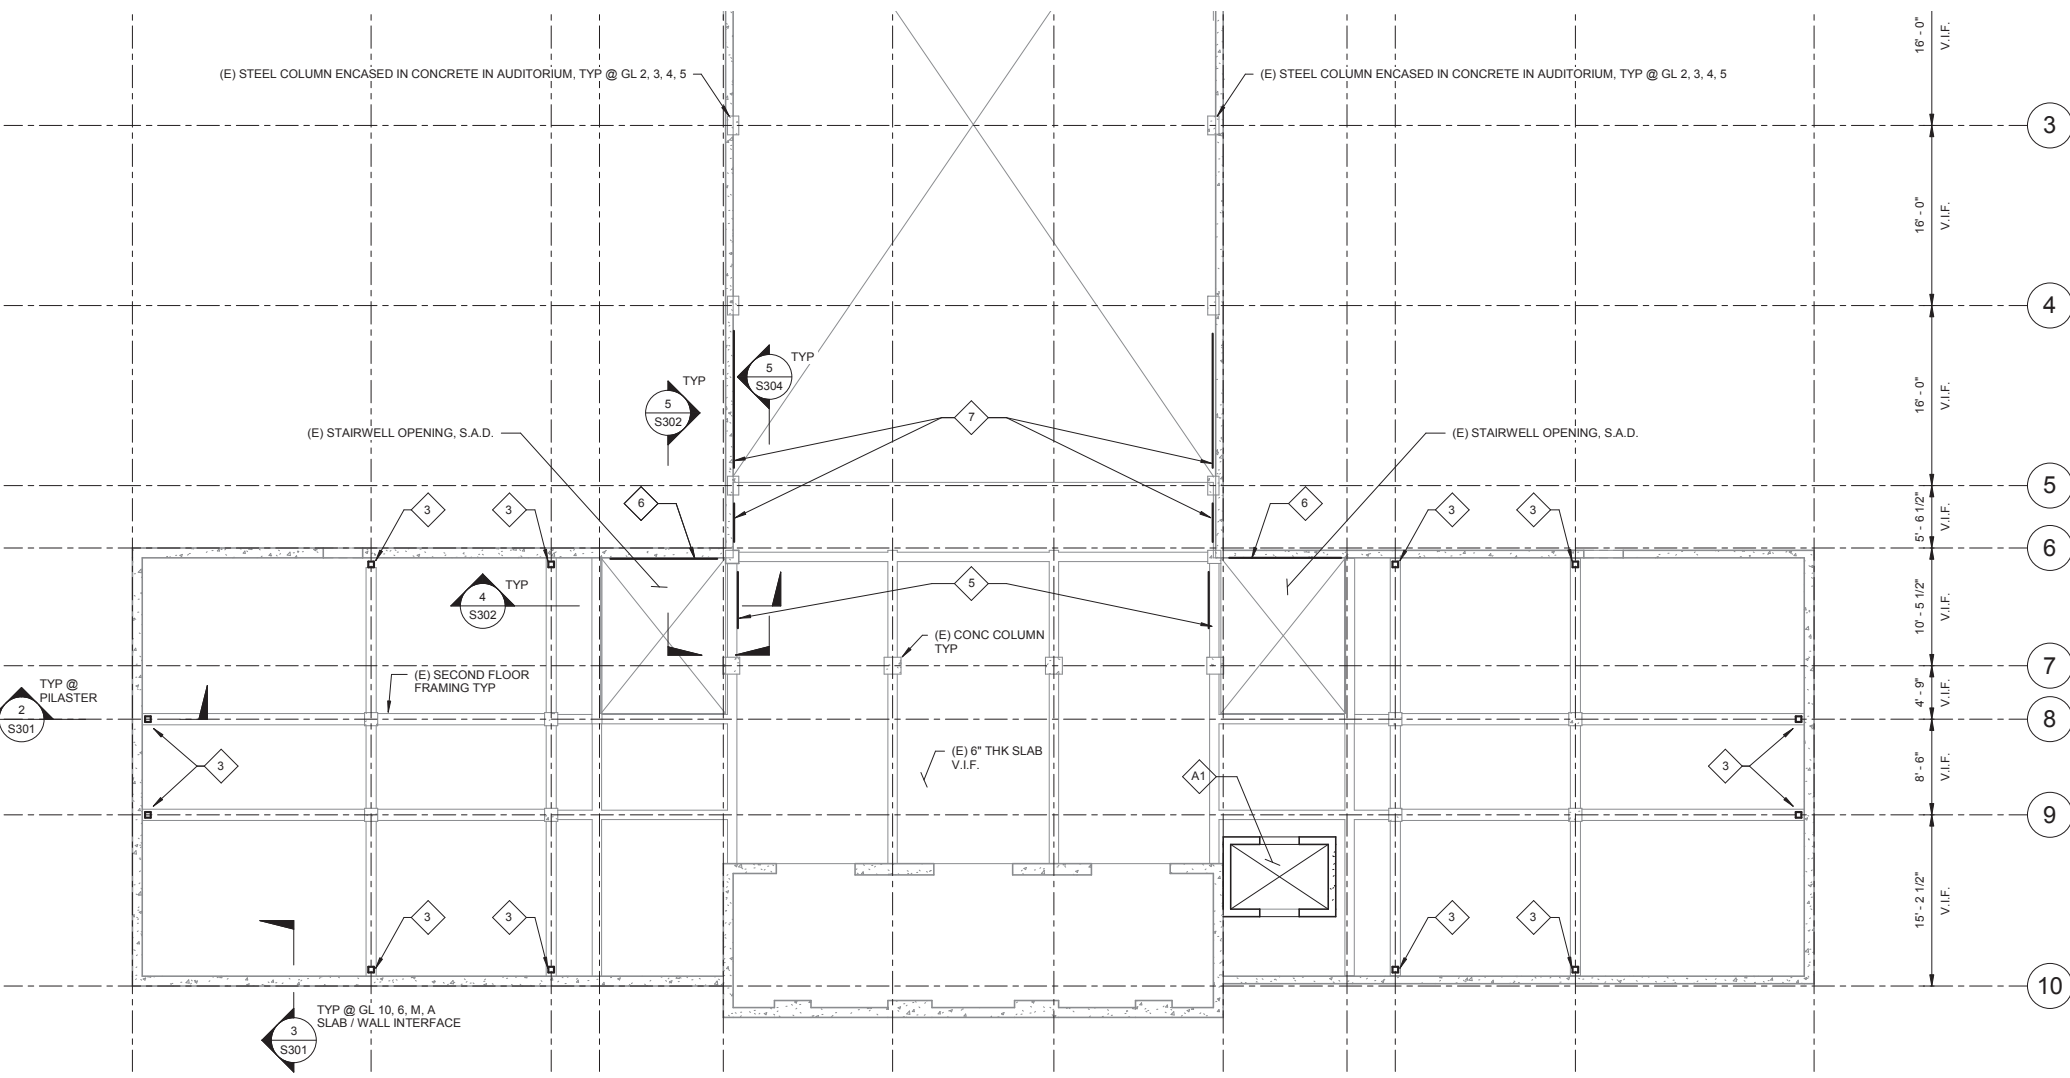 16' - 0"
V.I.F.
(E) STEEL COLUMN ENCASED IN CONCRETE IN AUDITORIUM, TYP @ GL 2, 3, 4, 5
(E) STEEL COLUMN ENCASED IN CONCRETE IN AUDITORIUM, TYP @ GL 2, 3, 4, 5
3
16' - 0"
V.I.F.
4
TYP
5
S304
TYP
5
S302
16' - 0"
V.I.F.
7
(E) STAIRWELL OPENING, S.A.D.
(E) STAIRWELL OPENING, S.A.D.
5
3
3
6
6
3
3
5' - 6 1/2"
V.I.F.
6
TYP
4
S302
5
10' - 5 1/2"
V.I.F.
(E) CONC COLUMN
TYP
7
(E) SECOND FLOOR
FRAMING TYP
TYP @
PILASTER
2
S301
4' - 9"
V.I.F.
8
3
(E) 6" THK SLAB
V.I.F.
A1
3
8' - 6"
V.I.F.
9
3
3
3
3
15' - 2 1/2"
V.I.F.
10
TYP @ GL 10, 6, M, A
SLAB / WALL INTERFACE
3
S301